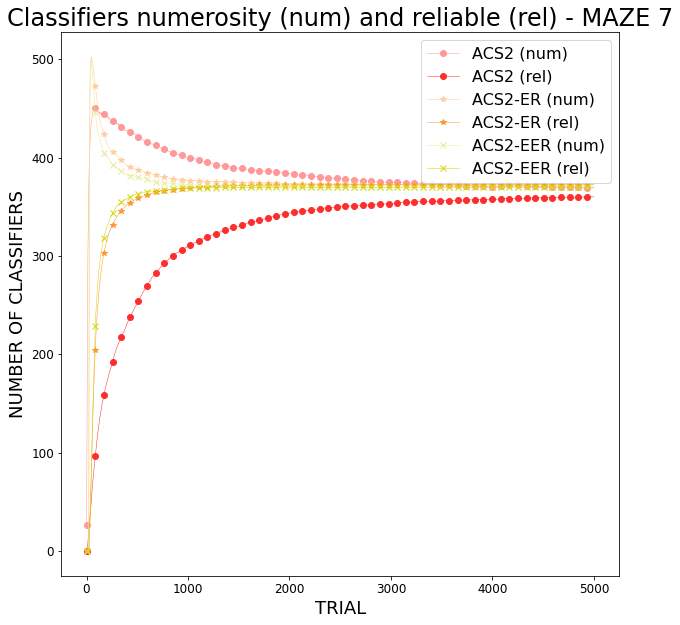 Classifiers numerosity (num) and reliable (rel) - MAZE 7
ACS2 (num)
ACS2 (rel)
ACS2-ER (num)
ACS2-ER (rel)
ACS2-EER (num)
ACS2-EER (rel)
NUMBER OF CLASSIFIERS
500
400
300
200
100
0
0 1000 2000 3000 4000 5000
TRIAL